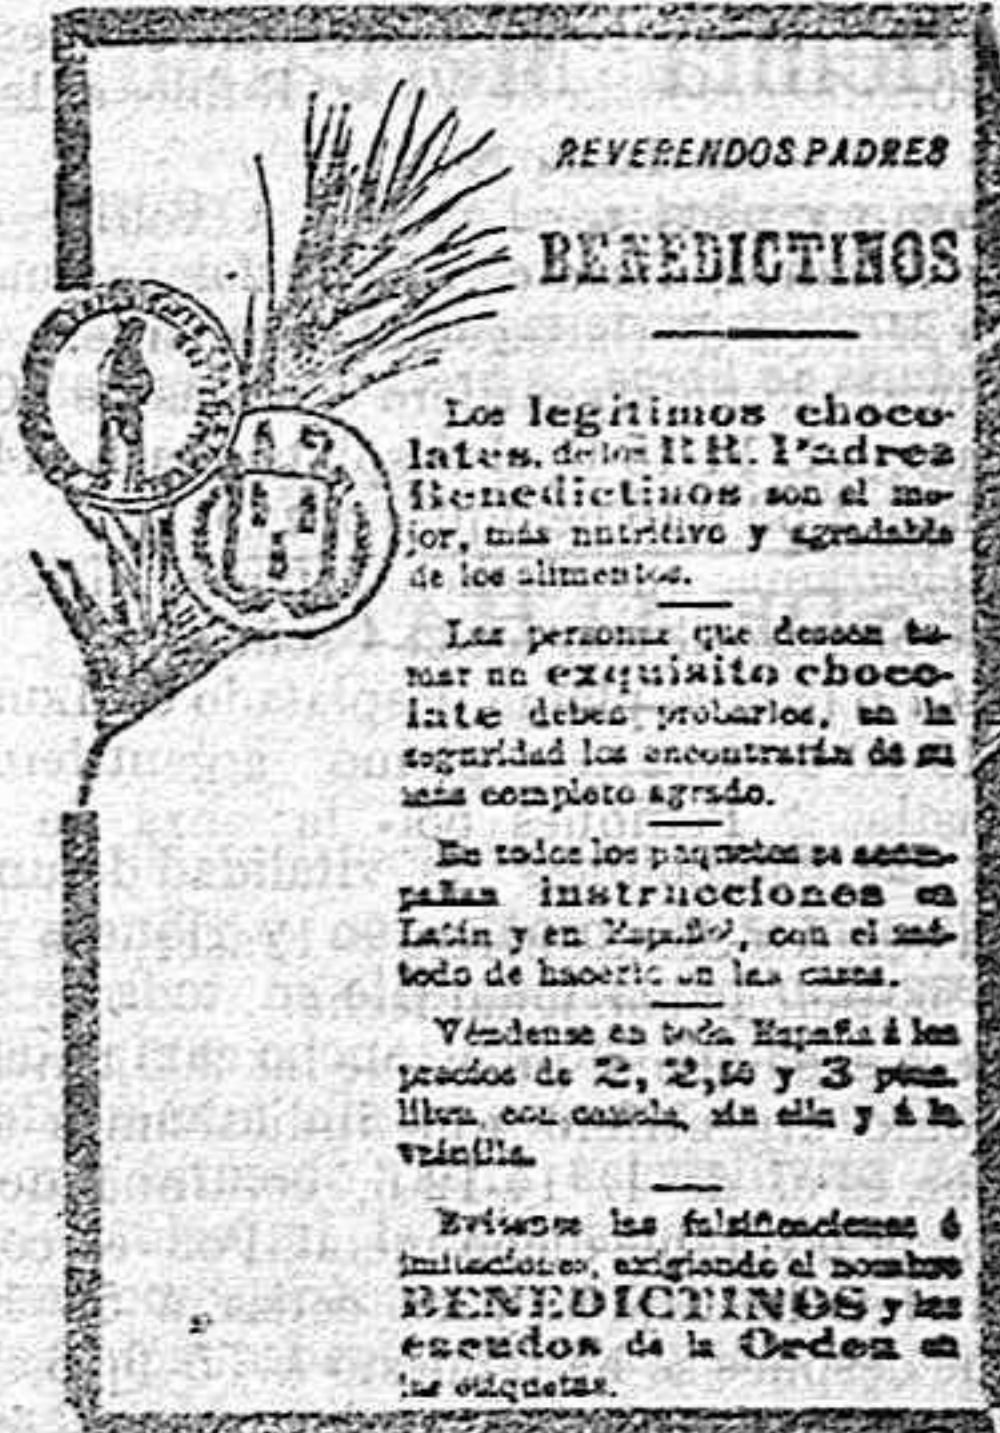 REVERENDOS PADRES
BENEDICTINOS
Los legítimos choco-
lates, de los RR. Padres
Benedictinos son el me-
jor, más nutritivo y agradable
de los alimentos.
Las personas que deseen to-
mar un exquisito choco-
late deben probarlos, en la
seguridad los encontrarán de su
más completo agrado.
En todos los paquetes se acom-
pañan instrucciones en
Latín y en Español, con el mé-
todo de hacerlo en las casas.
Véndense en toda España á los
precios de 2, 2,50 y 3 ptas.
libra, con canela, sin ella y á la
vainilla.
Evítense las falsificaciones é
imitaciones, exigiendo el nombre
BENEDICTINOS y los
escudos de la Orden en
las etiquetas.